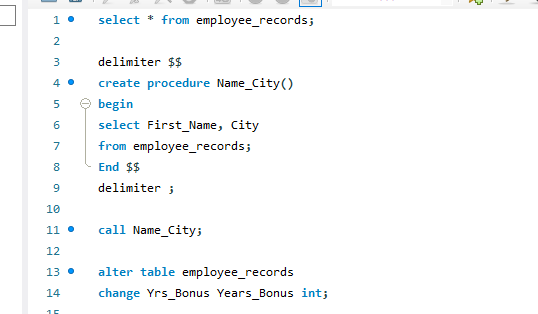 1 select * from employee_records;
2
3 delimiter $$
4 create procedure Name_City()
5 begin
6 select First_Name, City
7 from employee_records;
8 End $$
9 delimiter ;
10
11 call Name_City;
12
13 alter table employee_records
14 change Yrs_Bonus Years_Bonus int;
15